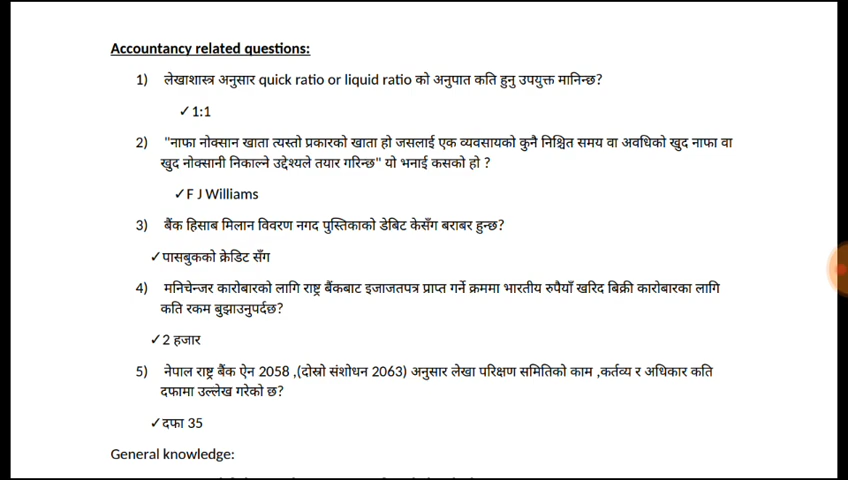 Accountancy related questions:
1) लेखाशास्त्र अनुसार quick ratio or liquid ratio को अनुपात कति हुनु उपयुक्त मानिन्छ?
✓1:1
2) "नाफा नोक्सान खाता त्यस्तो प्रकारको खाता हो जसलाई एक व्यवसायको कुनै निश्चित समय वा अवधिको खुद नाफा वा
खुद नोक्सानी निकाल्ने उद्देश्यले तयार गरिन्छ" यो भनाई कसको हो ?
✓F J Williams
3) बैंक हिसाब मिलान विवरण नगद पुस्तिकाको डेबिट केसँग बराबर हुन्छ?
✓पासबुकको क्रेडिट सँग
4) मनिचेन्जर कारोबारको लागि राष्ट्र बैंकबाट इजाजतपत्र प्राप्त गर्ने क्रममा भारतीय रुपैयाँ खरिद बिक्री कारोबारका लागि
कति रकम बुझाउनुपर्दछ?
✓2 हजार
5) नेपाल राष्ट्र बैंक ऐन 2058 ,(दोस्रो संशोधन 2063) अनुसार लेखा परिक्षण समितिको काम ,कर्तव्य र अधिकार कति
दफामा उल्लेख गरेको छ?
✓दफा 35
General knowledge: